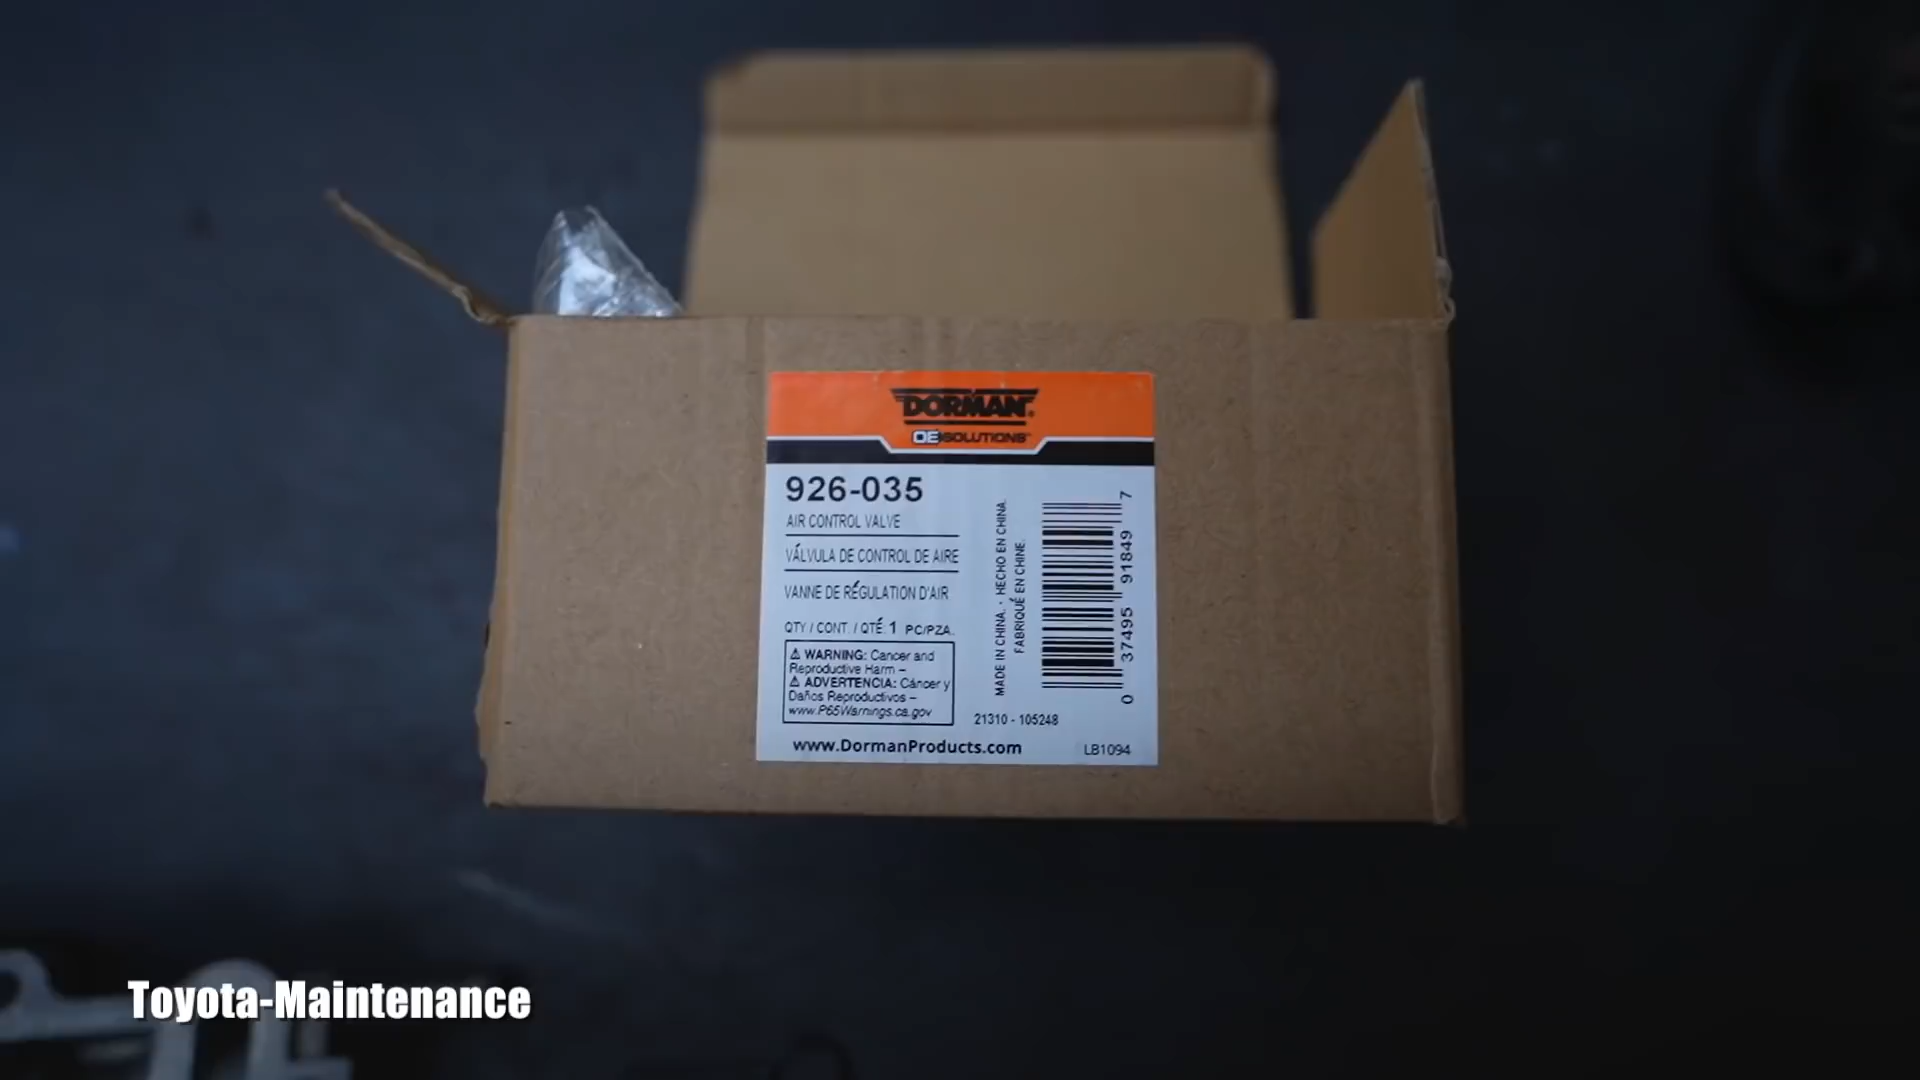 DORMAN®
OE SOLUTIONS™
926-035
AIR CONTROL VALVE
VÁLVULA DE CONTROL DE AIRE
VANNE DE RÉGULATION D'AIR
QTY / CONT. / QTÉ: 1 PC/PZA.
⚠ WARNING: Cancer and
Reproductive Harm –
⚠ ADVERTENCIA: Cáncer y
Daños Reproductivos –
www.P65Warnings.ca.gov
MADE IN CHINA. - HECHO EN CHINA.
FABRIQUÉ EN CHINE.
0 37495 91849 7
21310 - 105248
www.DormanProducts.com
LB1094
Toyota-Maintenance